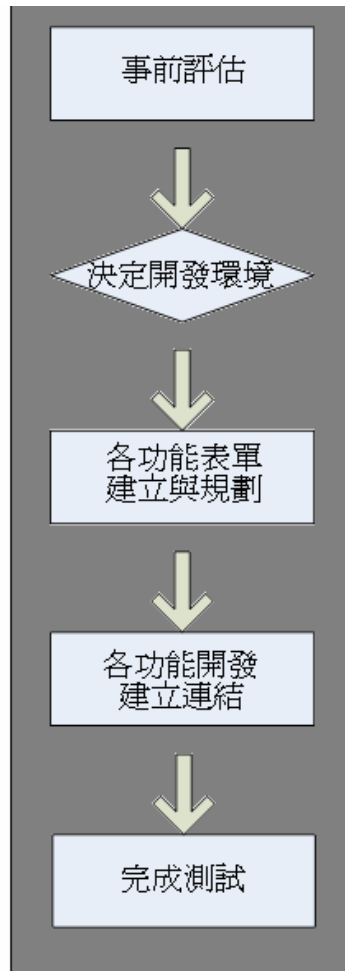 事前評估
決定開發環境
各功能表單
建立與規劃
各功能開發
建立連結
完成測試